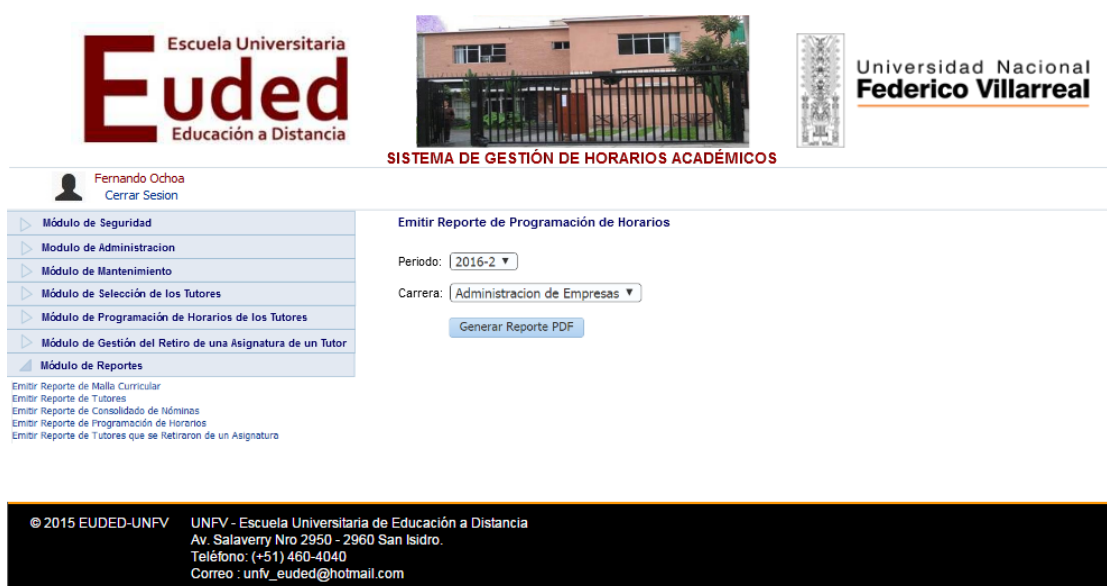 Escuela Universitaria
Euded
Educación a Distancia
Universidad Nacional
Federico Villarreal
SISTEMA DE GESTIÓN DE HORARIOS ACADÉMICOS
Fernando Ochoa
Cerrar Sesion
Módulo de Seguridad
Modulo de Administracion
Módulo de Mantenimiento
Módulo de Selección de los Tutores
Módulo de Programación de Horarios de los Tutores
Módulo de Gestión del Retiro de una Asignatura de un Tutor
Módulo de Reportes
Emitir Reporte de Malla Curricular
Emitir Reporte de Tutores
Emitir Reporte de Consolidado de Nóminas
Emitir Reporte de Programación de Horarios
Emitir Reporte de Tutores que se Retiraron de un Asignatura
Emitir Reporte de Programación de Horarios
Periodo: 2016-2
Carrera: Administracion de Empresas
Generar Reporte PDF
© 2015 EUDED-UNFV UNFV - Escuela Universitaria de Educación a Distancia
Av. Salaverry Nro 2950 - 2960 San Isidro.
Teléfono: (+51) 460-4040
Correo : unfv_euded@hotmail.com